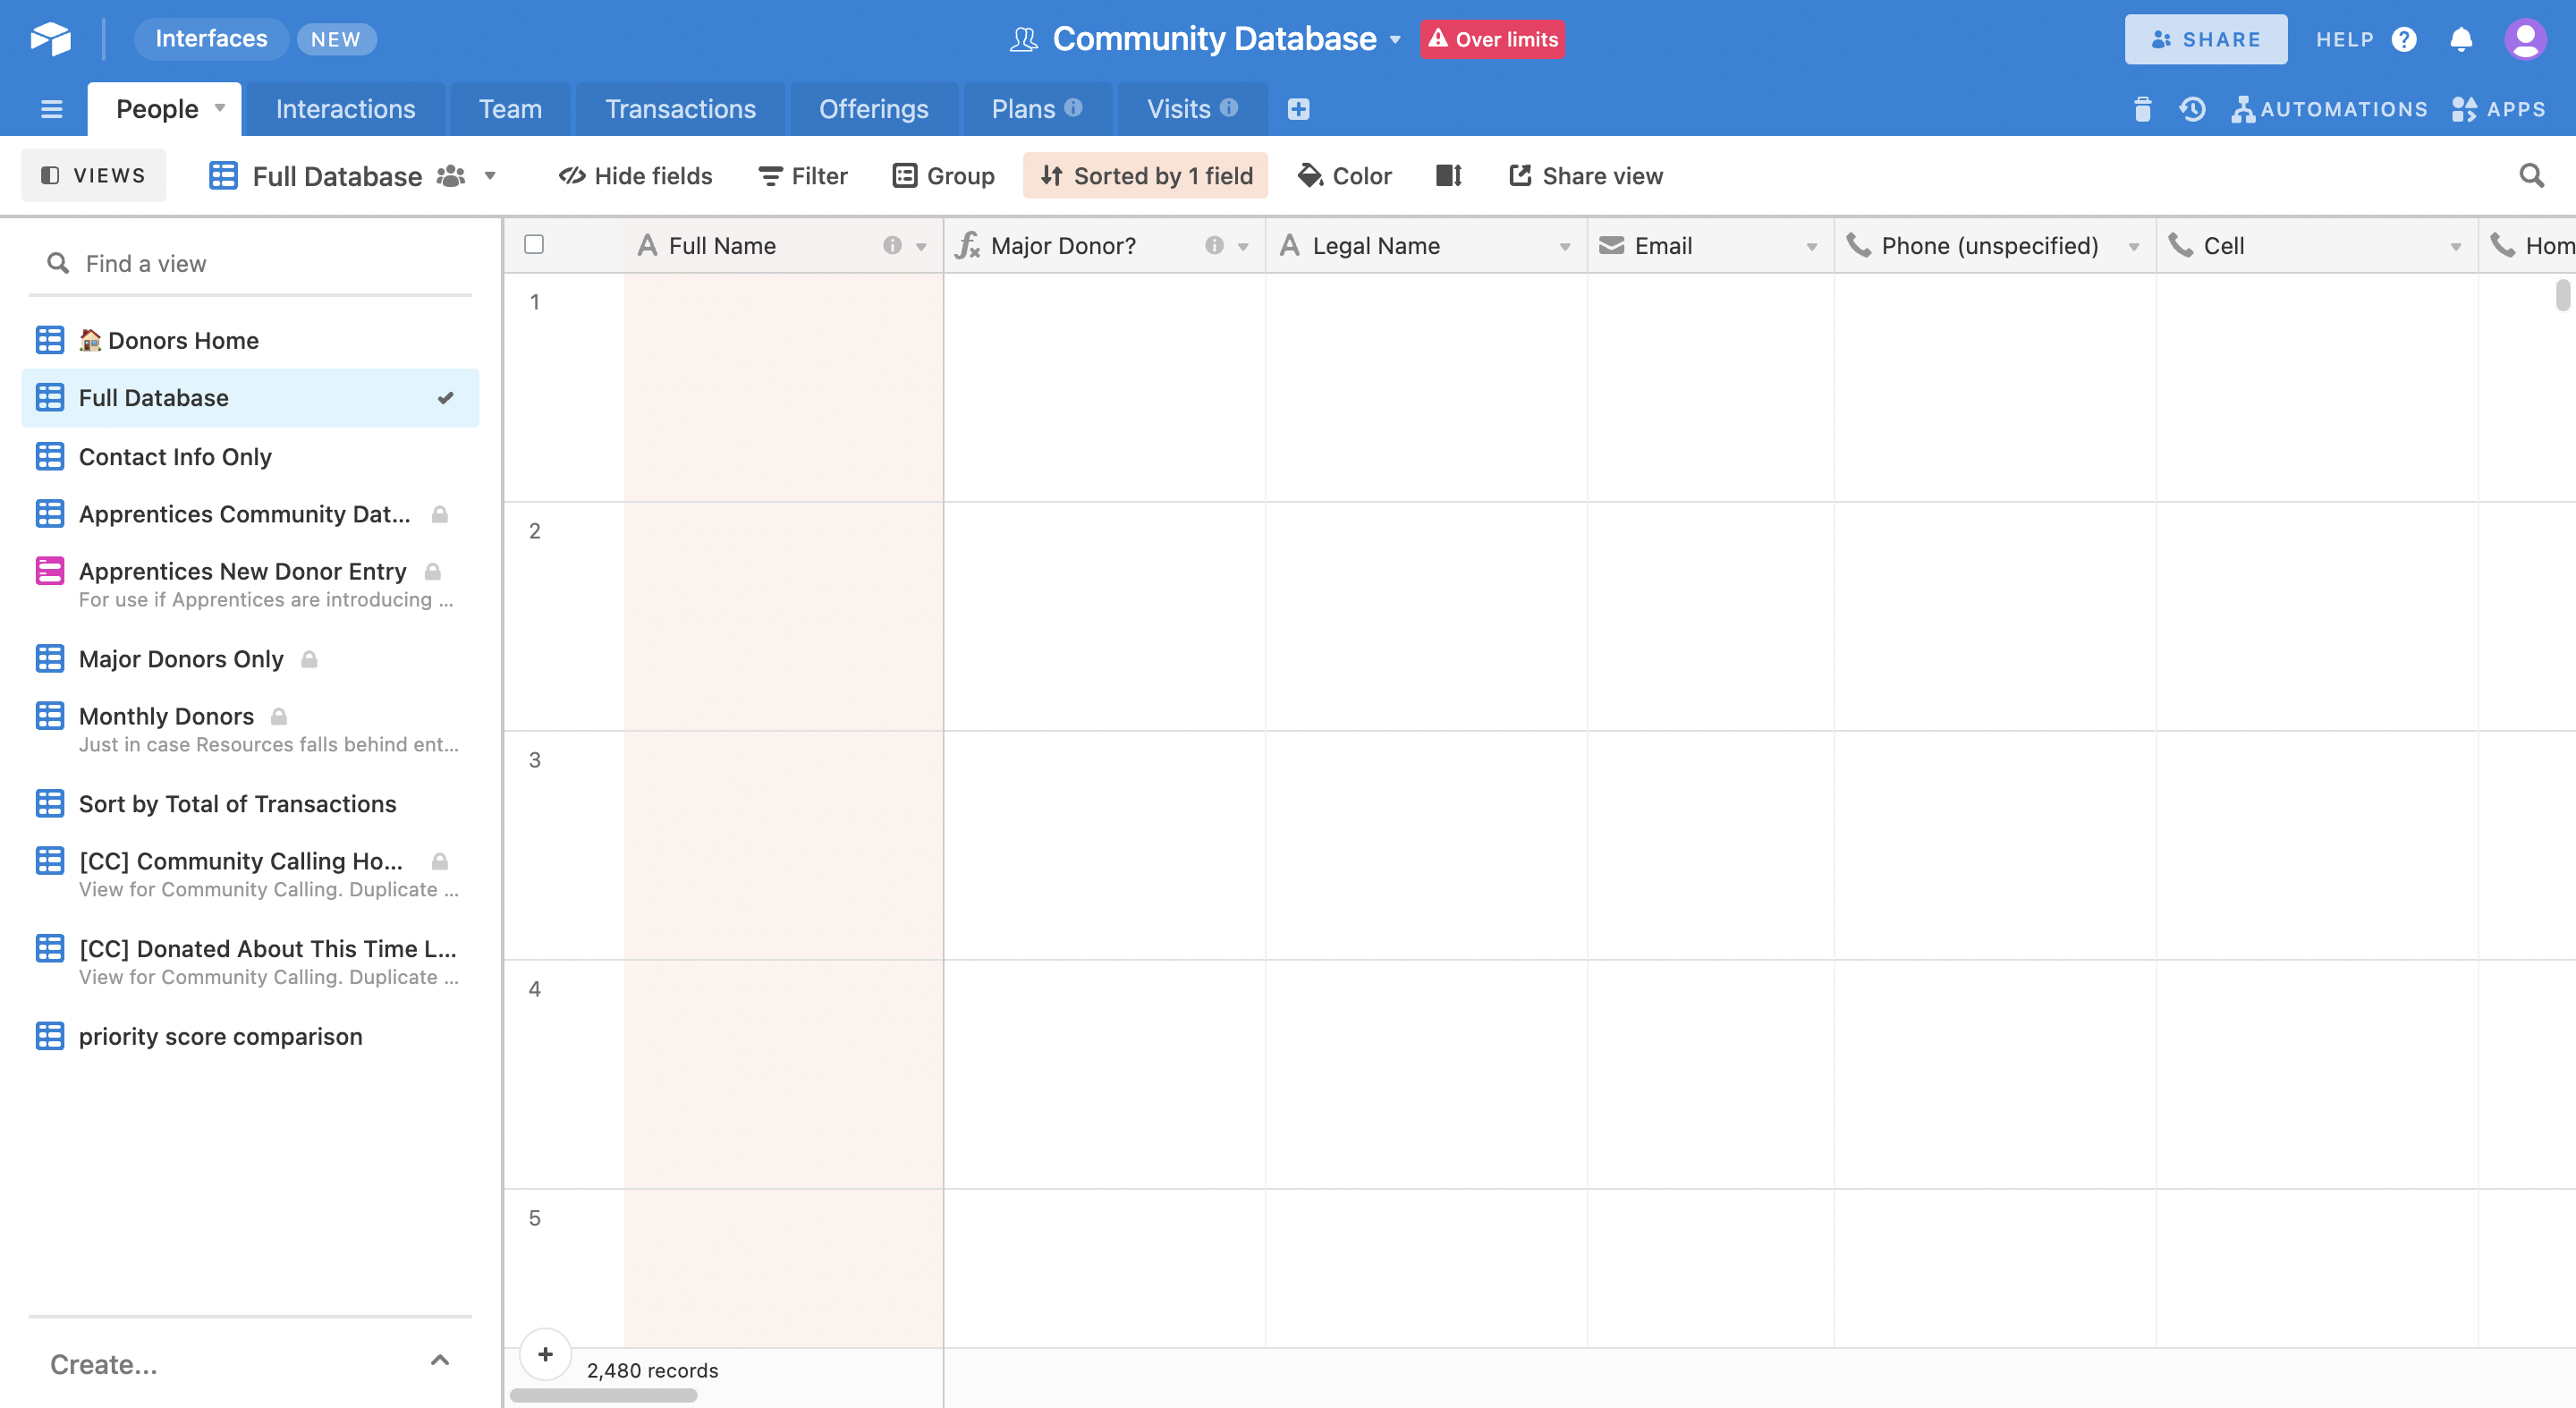 Interfaces NEW
Community Database
Over limits
SHARE
HELP
People
Interactions
Team
Transactions
Offerings
Plans
Visits
AUTOMATIONS
APPS
VIEWS
Full Database
Hide fields
Filter
Group
Sorted by 1 field
Color
Share view
Find a view
Donors Home
Full Database
Contact Info Only
Apprentices Community Dat...
Apprentices New Donor Entry
For use if Apprentices are introducing ...
Major Donors Only
Monthly Donors
Just in case Resources falls behind ent...
Sort by Total of Transactions
[CC] Community Calling Ho...
View for Community Calling. Duplicate ...
[CC] Donated About This Time L...
View for Community Calling. Duplicate ...
priority score comparison
Create...
Full Name
Major Donor?
Legal Name
Email
Phone (unspecified)
Cell
Hom
1
2
3
4
5
+
2,480 records